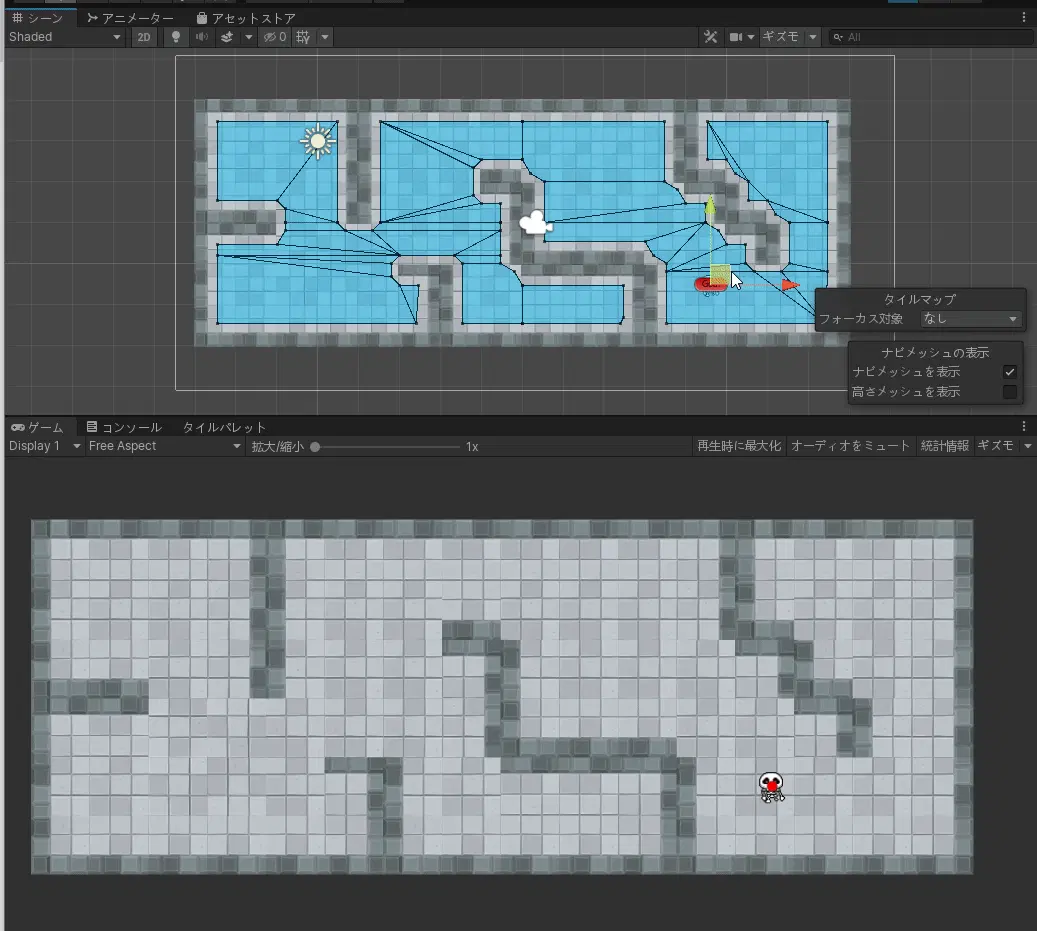 シーン アニメーター アセットストア
Shaded 2D 0 ギズモ All
タイルマップ
フォーカス対象 なし
ナビメッシュの表示
ナビメッシュを表示
高さメッシュを表示
ゲーム コンソール タイルパレット
Display 1 Free Aspect 拡大/縮小 1x 再生時に最大化 オーディオをミュート 統計情報 ギズモ